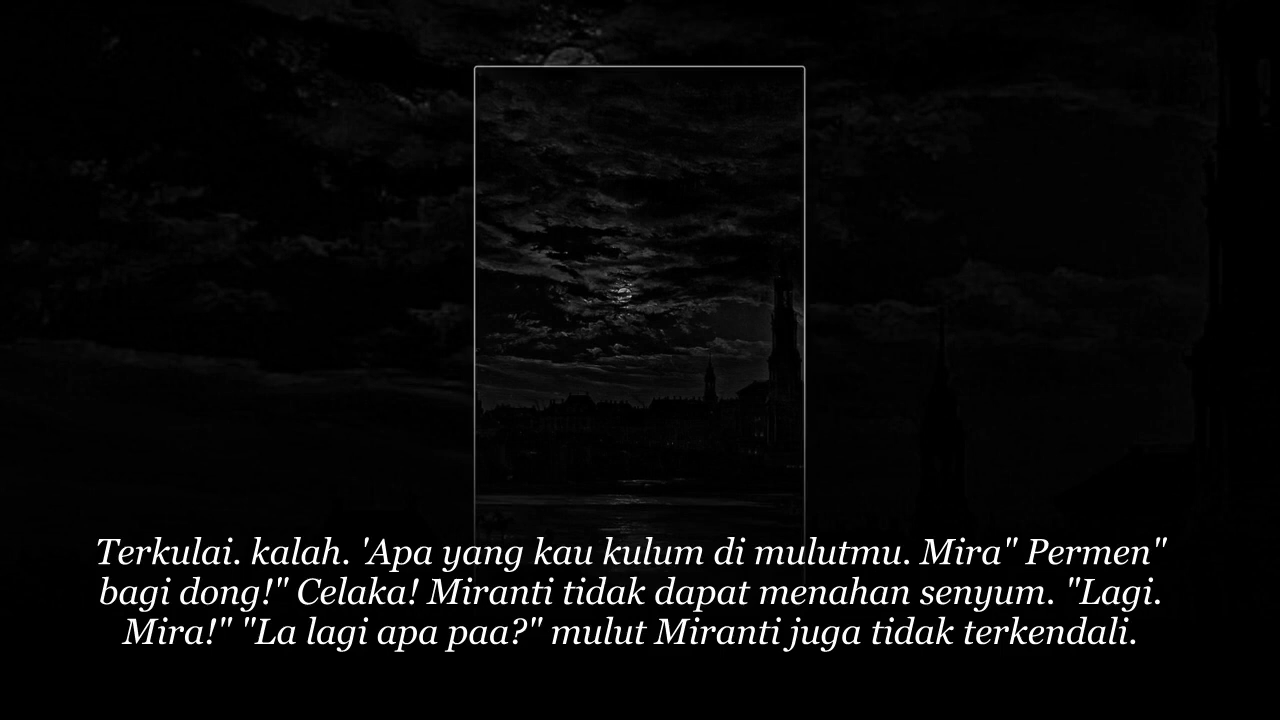 Terkulai. kalah. 'Apa yang kau kulum di mulutmu. Mira" Permen"
bagi dong!" Celaka! Miranti tidak dapat menahan senyum. "Lagi.
Mira!" "La lagi apa paa?" mulut Miranti juga tidak terkendali.